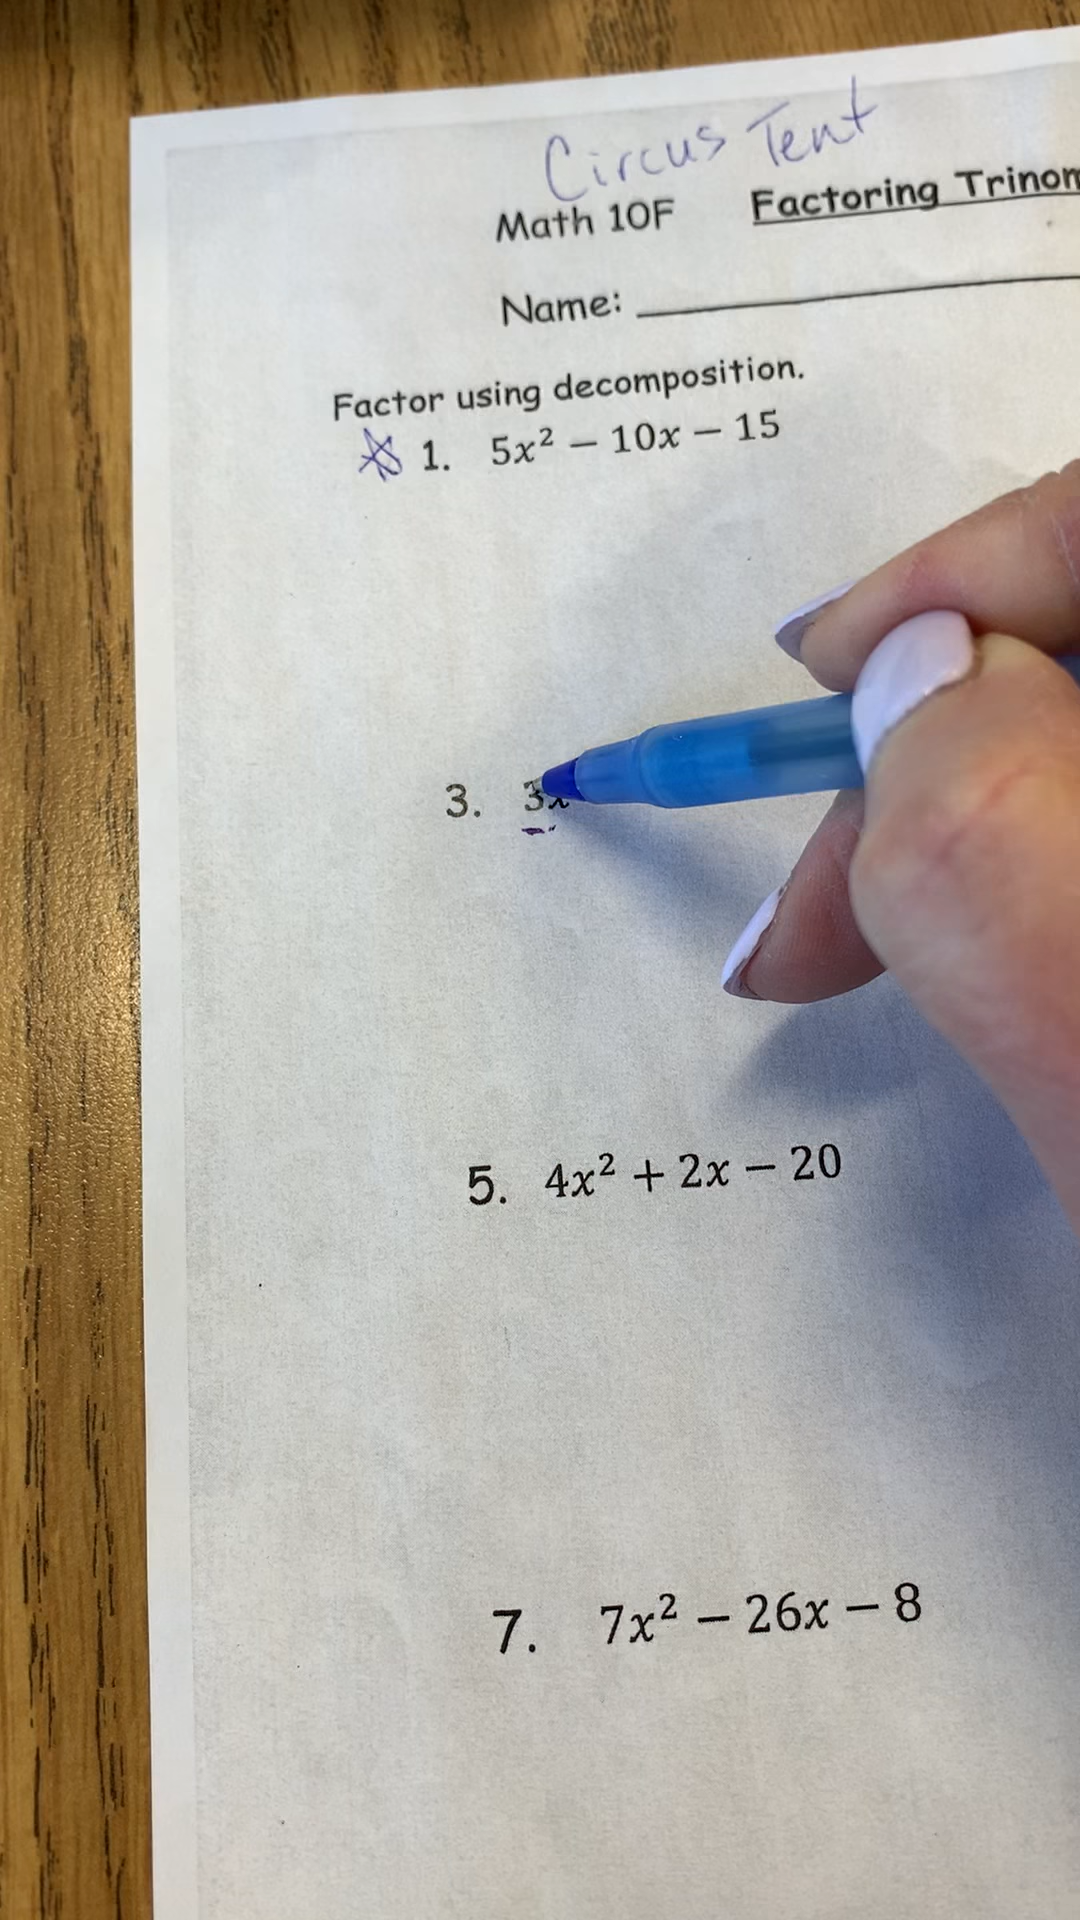 Circus Tent
Math 10F Factoring
Name:
Factor using decomposition.
1. 5x² – 10x – 15
3. 3x
5. 4x² + 2x – 20
7. 7x² – 26x – 8